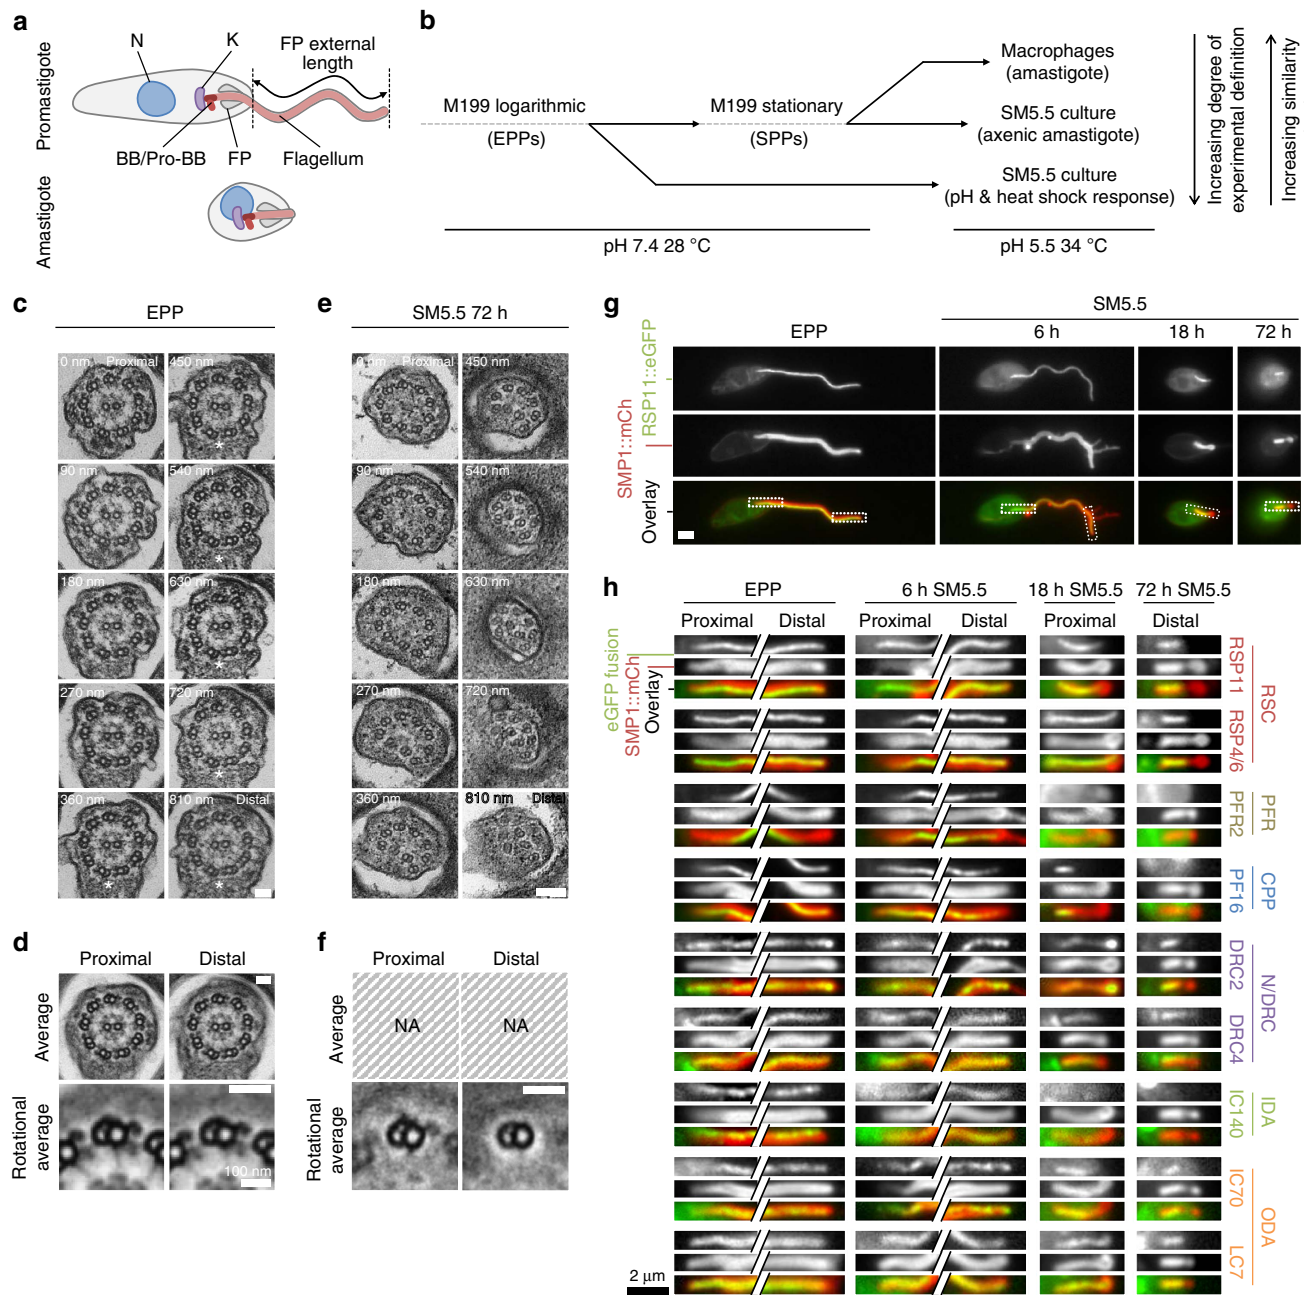 a
Promastigote
Amastigote
N
K
FP external
length
BB/Pro-BB
FP
Flagellum
b
M199 logarithmic
(EPPs)
M199 stationary
(SPPs)
Macrophages
(amastigote)
SM5.5 culture
(axenic amastigote)
SM5.5 culture
(pH & heat shock response)
pH 7.4 28 °C
pH 5.5 34 °C
Increasing degree of
experimental definition
Increasing similarity
c
EPP
0 nm
Proximal
450 nm
90 nm
540 nm
180 nm
630 nm
270 nm
720 nm
360 nm
810 nm
Distal
*
*
*
*
*
*
d
Proximal
Distal
Average
Rotational
average
100 nm
e
SM5.5 72 h
0 nm
Proximal
450 nm
90 nm
540 nm
180 nm
630 nm
270 nm
720 nm
360 nm
810 nm
Distal
f
Proximal
Distal
Average
NA
NA
Rotational
average
g
EPP
SM5.5
6 h
18 h
72 h
RSP11::eGFP
SMP1::mCh
Overlay
h
EPP
6 h SM5.5
18 h SM5.5
72 h SM5.5
Proximal
Distal
Proximal
Distal
Proximal
Distal
eGFP fusion
SMP1::mCh
Overlay
RSP11
RSP4/6
RSC
PFR2
PFR
PF16
CPP
DRC2
DRC4
N/DRC
IC140
IDA
IC70
LC7
ODA
2 μm